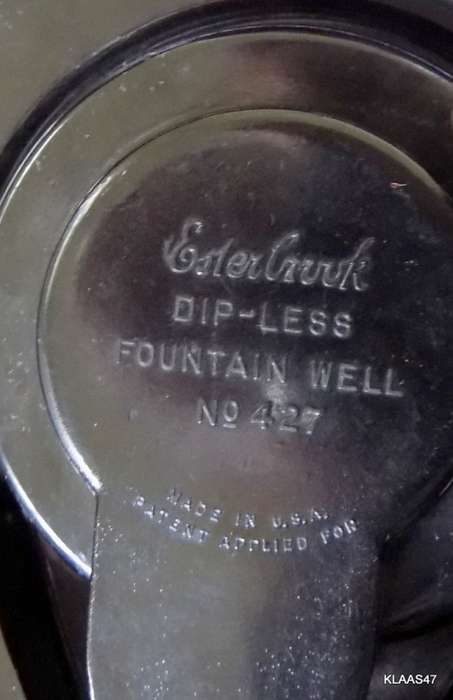 Esterbrook
DIP-LESS
FOUNTAIN WELL
No 427
MADE IN U.S.A.
PATENT APPLIED FOR
KLAAS47